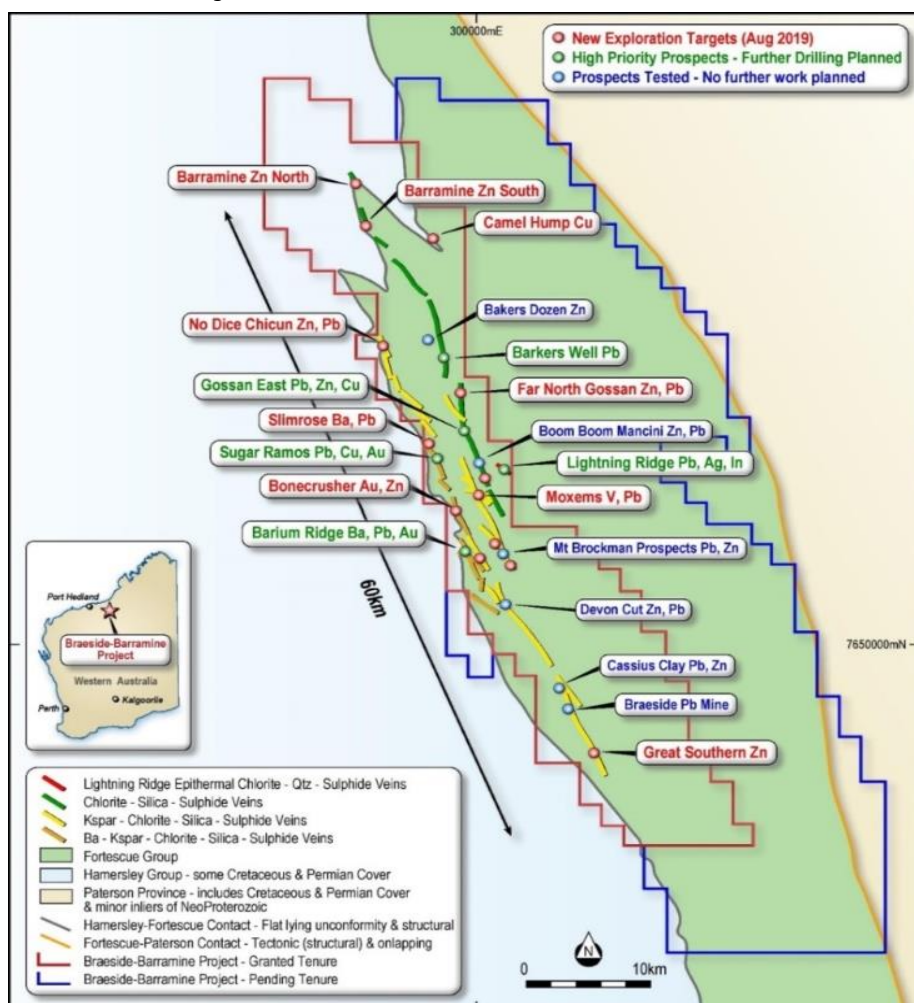 300000mE
New Exploration Targets (Aug 2019)
High Priority Prospects - Further Drilling Planned
Prospects Tested - No further work planned
Barramine Zn North
Barramine Zn South
Camel Hump Cu
No Dice Chicun Zn, Pb
Bakers Dozen Zn
Barkers Well Pb
Gossan East Pb, Zn, Cu
Far North Gossan Zn, Pb
Slimrose Ba, Pb
Boom Boom Mancini Zn, Pb
Sugar Ramos Pb, Cu, Au
Lightning Ridge Pb, Ag, In
Bonecrusher Au, Zn
Moxems V, Pb
Barium Ridge Ba, Pb, Au
Mt Brockman Prospects Pb, Zn
60km
Devon Cut Zn, Pb
7650000mN
Port Hedland
Braeside-Barramine
Project
Western Australia
Kalgoorlie
Perth
Cassius Clay Pb, Zn
Braeside Pb Mine
Great Southern Zn
Lightning Ridge Epithermal Chlorite - Qtz - Sulphide Veins
Chlorite - Silica - Sulphide Veins
Kspar - Chlorite - Silica - Sulphide Veins
Ba - Kspar - Chlorite - Silica - Sulphide Veins
Fortescue Group
Hamersley Group - some Cretaceous & Permian Cover
Paterson Province - includes Cretaceous & Permian Cover
& minor inliers of NeoProterozoic
Hamersley-Fortescue Contact - Flat lying unconformity & structural
Fortescue-Paterson Contact - Tectonic (structural) & onlapping
Braeside-Barramine Project - Granted Tenure
Braeside-Barramine Project - Pending Tenure
N
0 10km